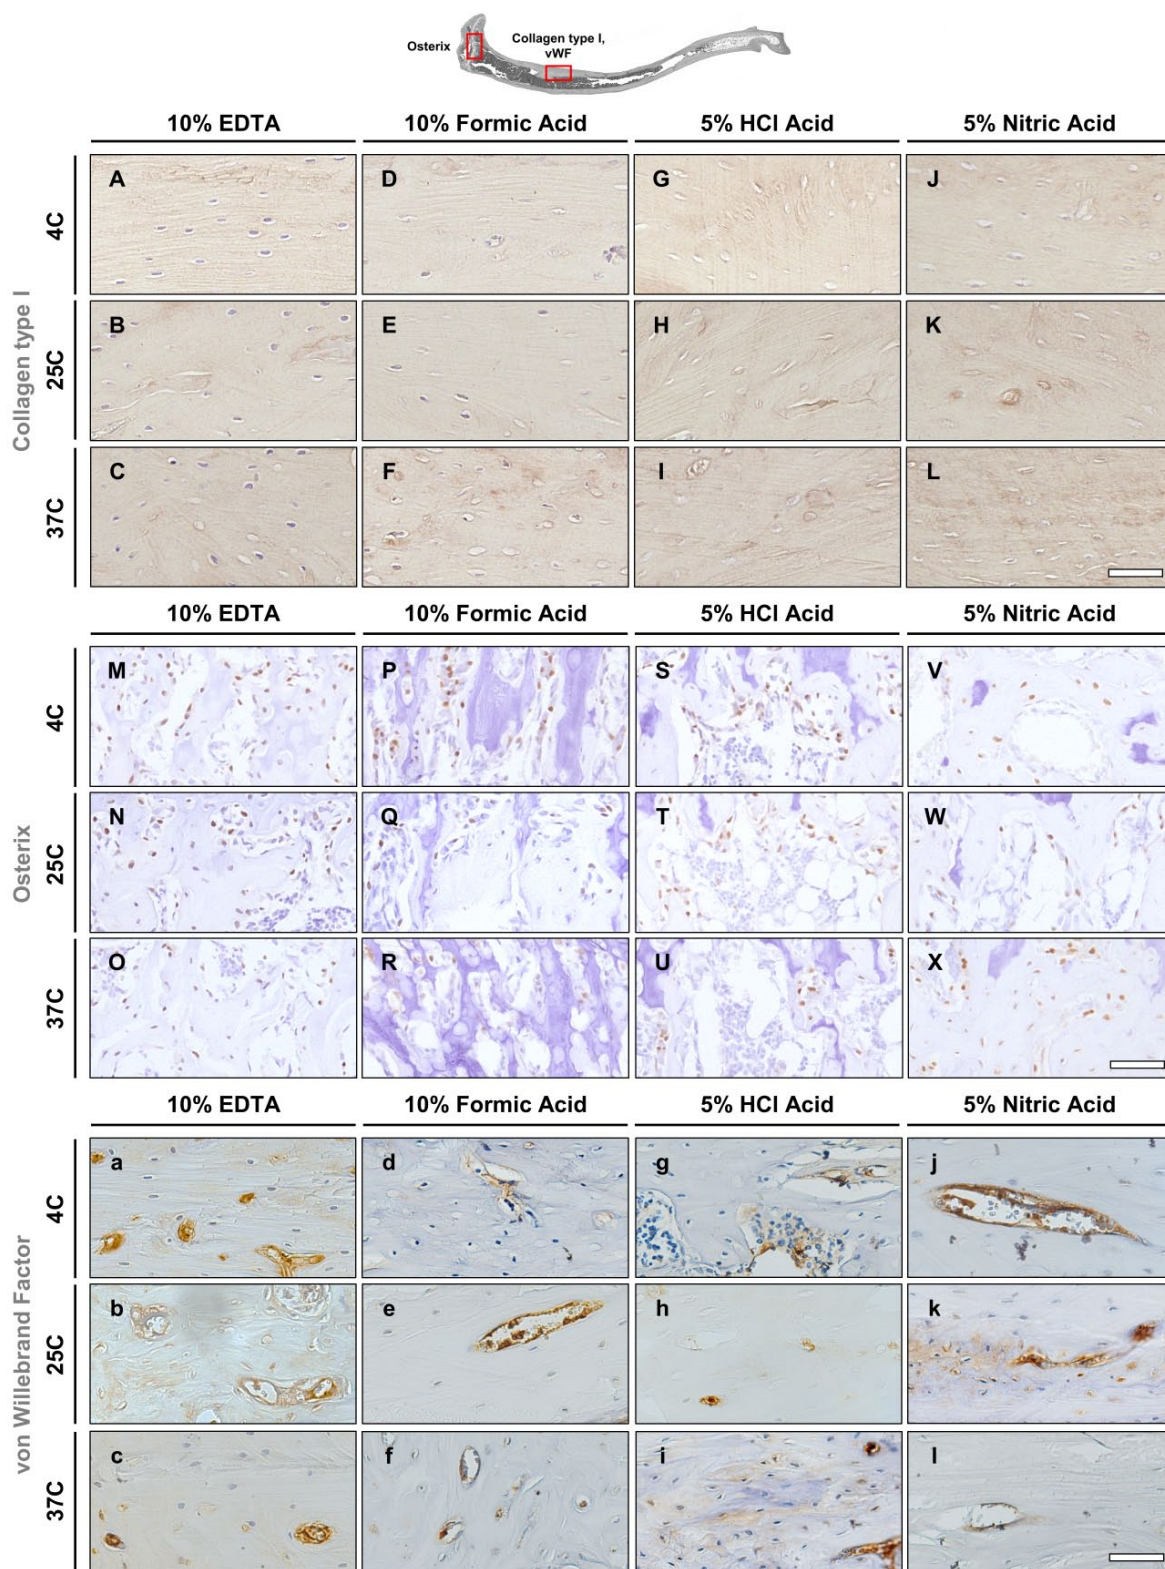 Osterix
Collagen type I,
vWF
10% EDTA 10% Formic Acid 5% HCl Acid 5% Nitric Acid
Collagen type I
4C
A D G J
25C
B E H K
37C
C F I L
10% EDTA 10% Formic Acid 5% HCl Acid 5% Nitric Acid
Osterix
4C
M P S V
25C
N Q T W
37C
O R U X
10% EDTA 10% Formic Acid 5% HCl Acid 5% Nitric Acid
von Willebrand Factor
4C
a d g j
25C
b e h k
37C
c f i l